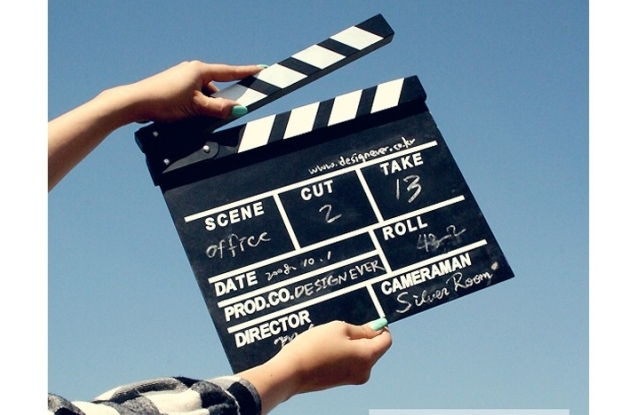 www.designever.co.kr
SCENE CUT TAKE
office 2 13
ROLL
DATE 2008. 10. 1
PROD.CO. DESIGN EVER
CAMERAMAN
DIRECTOR
Silver Room